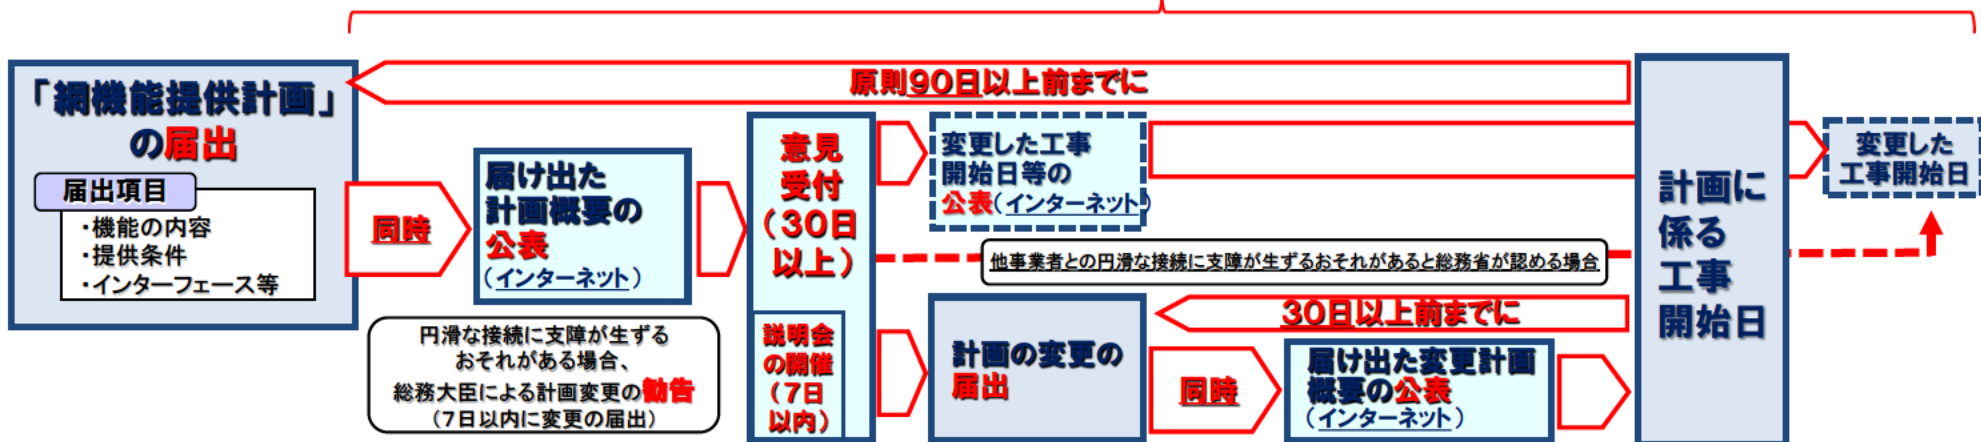 「網機能提供計画」
の届出
届出項目
・機能の内容
・提供条件
・インターフェース等
原則90日以上前までに
同時
届け出た
計画概要の
公表
（インターネット）
円滑な接続に支障が生ずる
おそれがある場合、
総務大臣による計画変更の勧告
（7日以内に変更の届出）
意見
受付
（30日
以上）
説明会
の開催
（7日
以内）
変更した工事
開始日等の
公表（インターネット）
他事業者との円滑な接続に支障が生ずるおそれがあると総務省が認める場合
30日以上前までに
計画の変更の
届出
同時
届け出た変更計画
概要の公表
（インターネット）
計画に
係る
工事
開始日
変更した
工事開始日